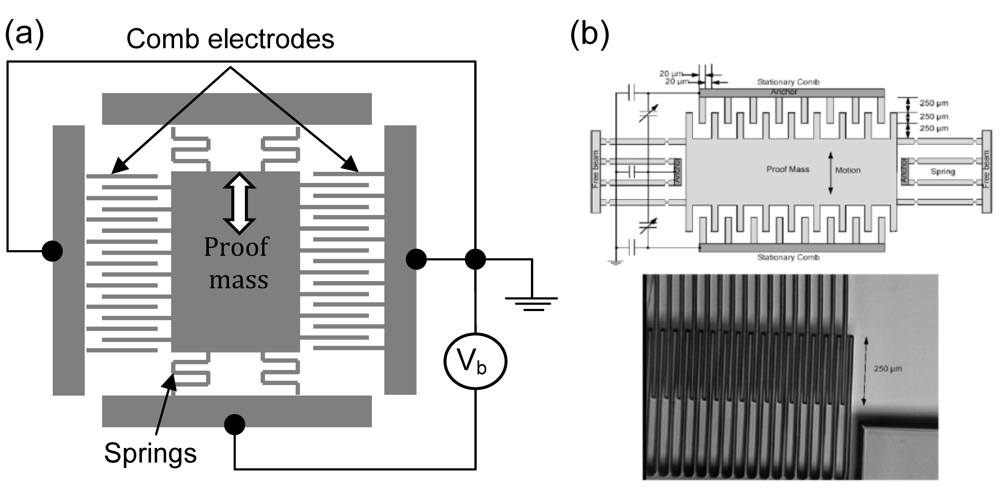 (a)
Comb electrodes
Proof
mass
Springs
Vb
(b)
20 µm
20 µm
Stationary Comb
Anchor
250 µm
250 µm
250 µm
Free beam
Anchor
Proof Mass
Motion
Anchor
Spring
Free beam
Stationary Comb
250 µm